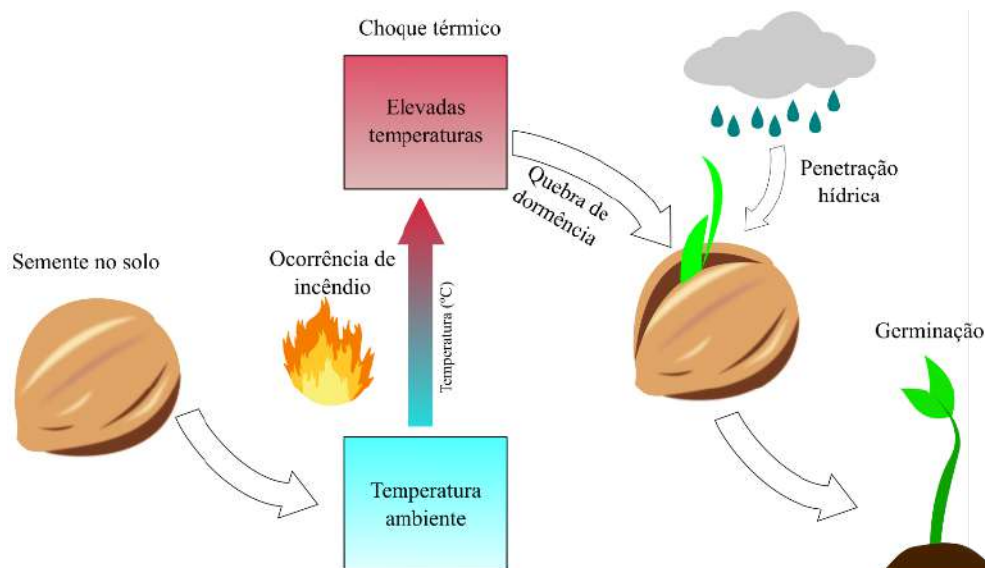 Choque térmico
Elevadas
temperaturas
Quebra de
dormência
Penetração
hídrica
Semente no solo
Ocorrência de
incêndio
Temperatura (ºC)
Germinação
Temperatura
ambiente